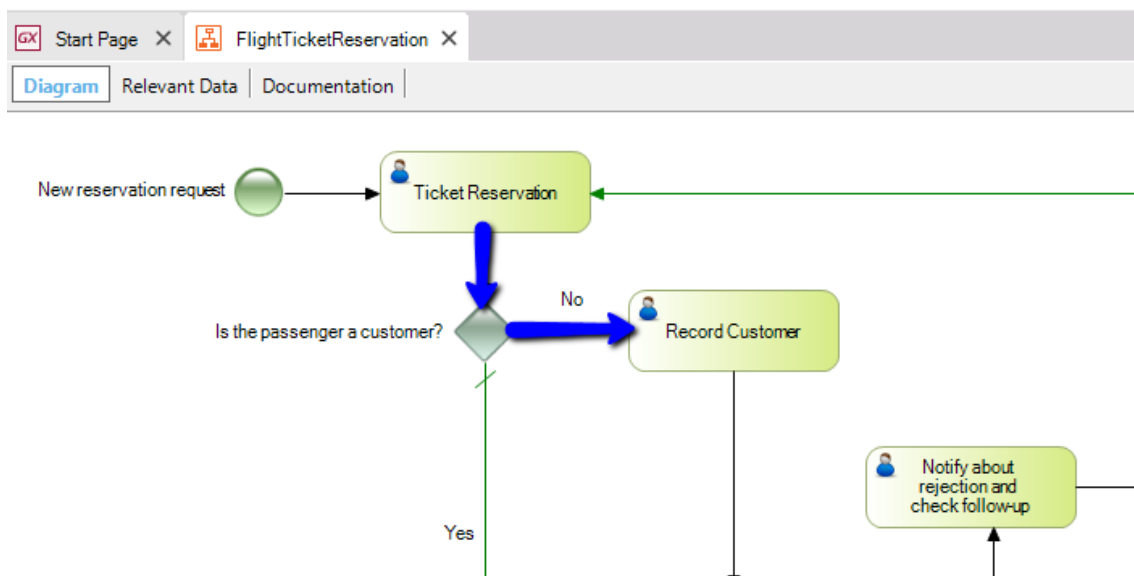 GX Start Page FlightTicketReservation
Diagram Relevant Data Documentation
New reservation request
Ticket Reservation
No
Is the passenger a customer?
Record Customer
Notify about
rejection and
check follow-up
Yes